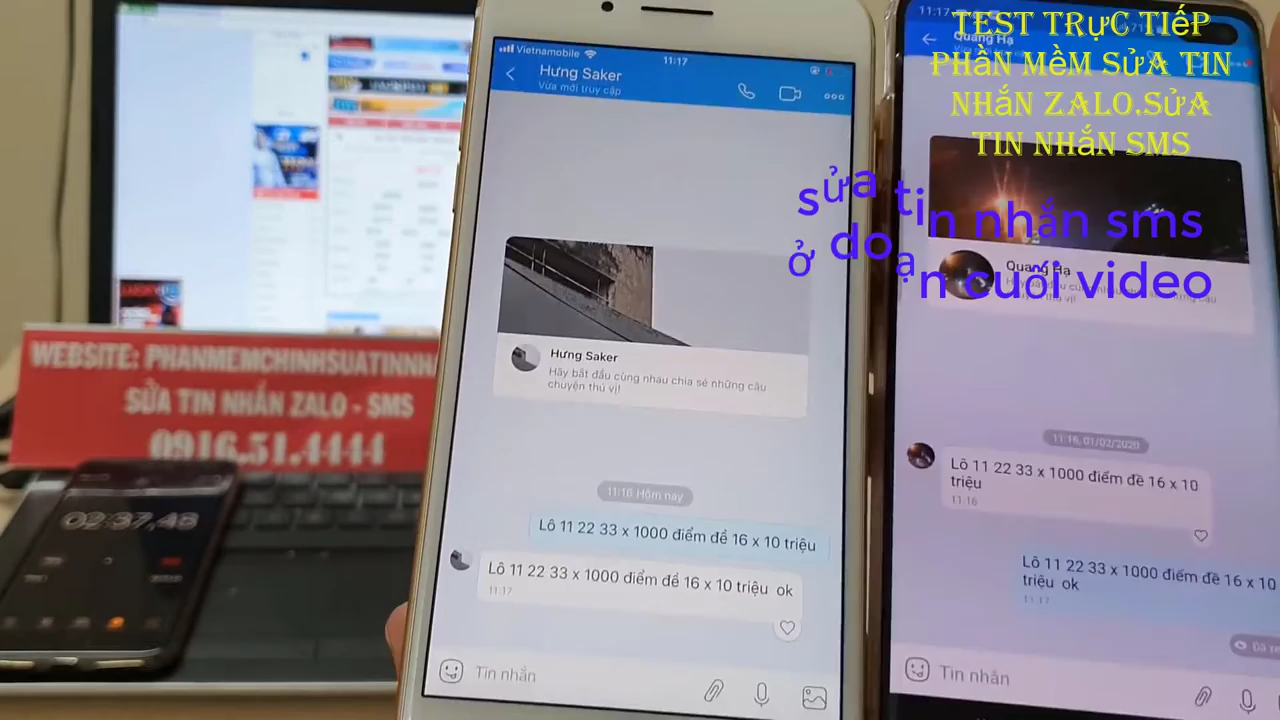 TEST TRỰC TIẾP
PHẦN MỀM SỬA TIN
NHẮN ZALO.SỬA
TIN NHẮN SMS
sửa tin nhắn sms
ở đoạn cuối video
WEBSITE: PHANMEMCHINHSUATINNHA
SỬA TIN NHẮN ZALO - SMS
0916.51.4444
02:37,48
Vietnamobile
11:17
Hưng Saker
Vừa mới truy cập
Hưng Saker
Hãy bắt đầu cùng nhau chia sẻ những câu
chuyện thú vị!
11:16 Hôm nay
Lô 11 22 33 x 1000 điểm đề 16 x 10 triệu
Lô 11 22 33 x 1000 điểm đề 16 x 10 triệu ok
11:17
Tin nhắn
11:17
Quang Hạ
Quang Hạ
11:16, 01/02/2020
Lô 11 22 33 x 1000 điểm đề 16 x 10
triệu
11:16
Lô 11 22 33 x 1000 điểm đề 16 x 10
triệu ok
11:17
Tin nhắn